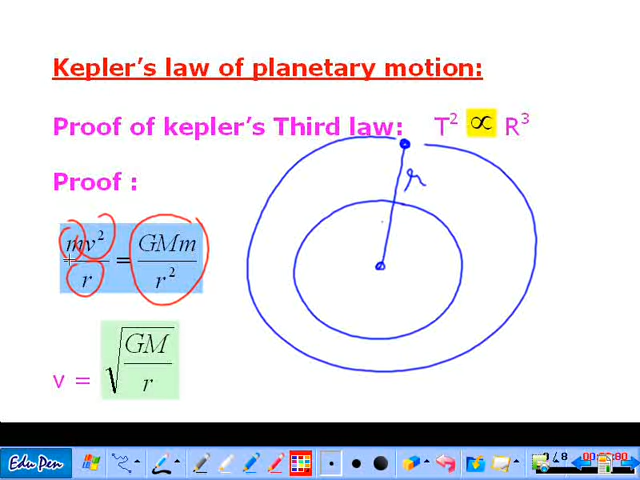 Kepler's law of planetary motion:
Proof of kepler's Third law: T² ∝ R³
Proof :
mv²/r = GMm/r²
r
v = √(GM/r)
Edu Pen
/ 8